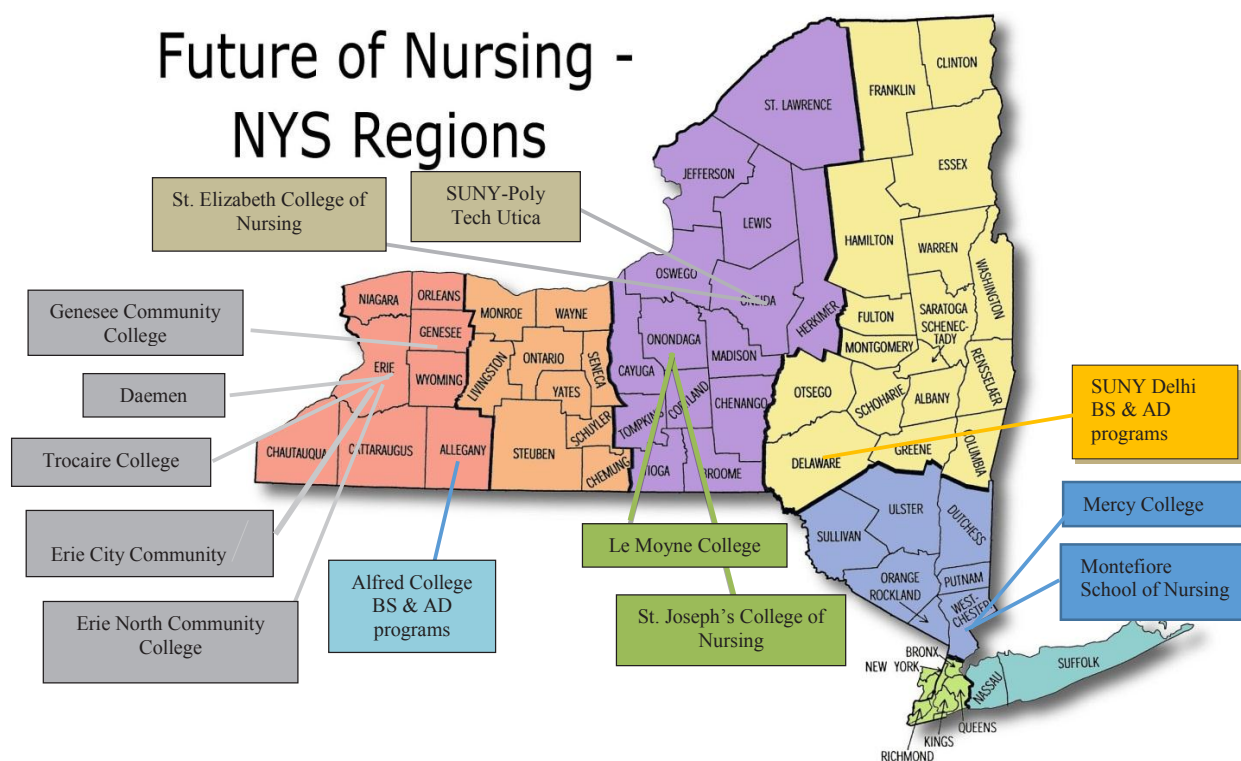 Future of Nursing -
NYS Regions
St. Elizabeth College of
Nursing
SUNY-Poly
Tech Utica
Genesee Community
College
Daemen
Trocaire College
Erie City Community
Erie North Community
College
Alfred College
BS & AD
programs
Le Moyne College
St. Joseph's College of
Nursing
SUNY Delhi
BS & AD
programs
Mercy College
Montefiore
School of Nursing
CLINTON
FRANKLIN
ST. LAWRENCE
ESSEX
JEFFERSON
LEWIS
HAMILTON
WARREN
WASHINGTON
OSWEGO
ONEIDA
HERKIMER
NIAGARA
ORLEANS
MONROE
WAYNE
GENESEE
ERIE
WYOMING
LIVINGSTON
ONTARIO
SENECA
YATES
CAYUGA
ONONDAGA
MADISON
FULTON
SARATOGA
SCHENEC-
TADY
MONTGOMERY
RENSSELAER
OTSEGO
SCHOHARIE
ALBANY
CHENANGO
CORTLAND
TOMPKINS
SCHUYLER
CHAUTAUQUA
CATTARAUGUS
ALLEGANY
STEUBEN
CHEMUNG
TIOGA
BROOME
DELAWARE
GREENE
COLUMBIA
ULSTER
DUTCHESS
SULLIVAN
ORANGE
ROCKLAND
PUTNAM
WEST-
CHESTER
BRONX
NEW YORK
SUFFOLK
NASSAU
QUEENS
KINGS
RICHMOND